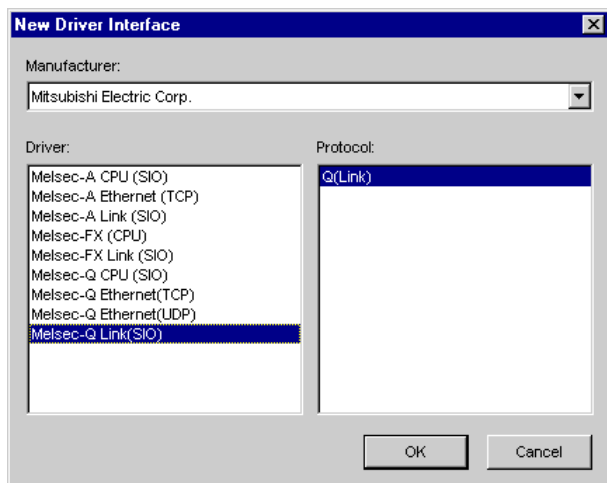 New Driver Interface
Manufacturer:
Mitsubishi Electric Corp.
Driver:
Protocol:
Melsec-A CPU (SIO)
Q(Link)
Melsec-A Ethernet (TCP)
Melsec-A Link (SIO)
Melsec-FX (CPU)
Melsec-FX Link (SIO)
Melsec-Q CPU (SIO)
Melsec-Q Ethernet(TCP)
Melsec-Q Ethernet(UDP)
Melsec-Q Link(SIO)
OK
Cancel